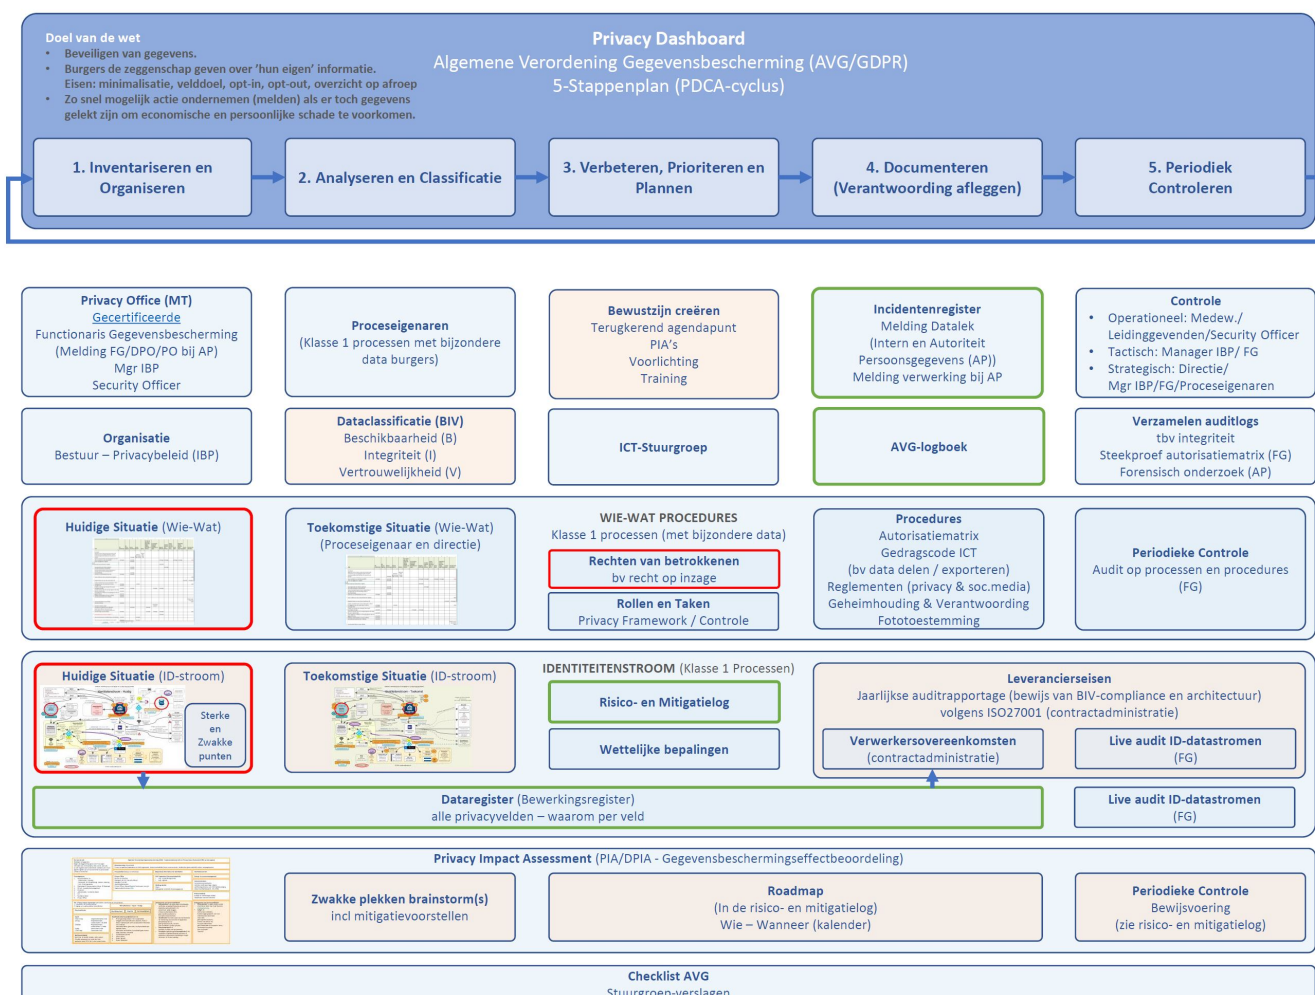 Doel van de wet
• Beveiligen van gegevens.
• Burgers de zeggenschap geven over 'hun eigen' informatie.
Eisen: minimalisatie, velddoel, opt-in, opt-out, overzicht op afroep
• Zo snel mogelijk actie ondernemen (melden) als er toch gegevens
gelekt zijn om economische en persoonlijke schade te voorkomen.
Privacy Dashboard
Algemene Verordening Gegevensbescherming (AVG/GDPR)
5-Stappenplan (PDCA-cyclus)
1. Inventariseren en
Organiseren
2. Analyseren en Classificatie
3. Verbeteren, Prioriteren en
Plannen
4. Documenteren
(Verantwoording afleggen)
5. Periodiek
Controleren
Privacy Office (MT)
Gecertificeerde
Functionaris Gegevensbescherming
(Melding FG/DPO/PO bij AP)
Mgr IBP
Security Officer
Proceseigenaren
(Klasse 1 processen met bijzondere
data burgers)
Bewustzijn creëren
Terugkerend agendapunt
PIA's
Voorlichting
Training
Incidentenregister
Melding Datalek
(Intern en Autoriteit
Persoonsgegevens (AP))
Melding verwerking bij AP
Controle
• Operationeel: Medew./
Leidinggevenden/Security Officer
• Tactisch: Manager IBP/ FG
• Strategisch: Directie/
Mgr IBP/FG/Proceseigenaren
Organisatie
Bestuur – Privacybeleid (IBP)
Dataclassificatie (BIV)
Beschikbaarheid (B)
Integriteit (I)
Vertrouwelijkheid (V)
ICT-Stuurgroep
AVG-logboek
Verzamelen auditlogs
tbv integriteit
Steekproef autorisatiematrix (FG)
Forensisch onderzoek (AP)
Huidige Situatie (Wie-Wat)
Toekomstige Situatie (Wie-Wat)
(Proceseigenaar en directie)
WIE-WAT PROCEDURES
Klasse 1 processen (met bijzondere data)
Rechten van betrokkenen
bv recht op inzage
Rollen en Taken
Privacy Framework / Controle
Procedures
Autorisatiematrix
Gedragscode ICT
(bv data delen / exporteren)
Reglementen (privacy & soc.media)
Geheimhouding & Verantwoording
Fototoestemming
Periodieke Controle
Audit op processen en procedures
(FG)
Huidige Situatie (ID-stroom)
Sterke
en
Zwakke
punten
Toekomstige Situatie (ID-stroom)
IDENTITEITENSTROOM (Klasse 1 Processen)
Risico- en Mitigatielog
Wettelijke bepalingen
Leverancierseisen
Jaarlijkse auditrapportage (bewijs van BIV-compliance en architectuur)
volgens ISO27001 (contractadministratie)
Verwerkersovereenkomsten
(contractadministratie)
Live audit ID-datastromen
(FG)
Dataregister (Bewerkingsregister)
alle privacyvelden – waarom per veld
Live audit ID-datastromen
(FG)
Privacy Impact Assessment (PIA/DPIA - Gegevensbeschermingseffectbeoordeling)
Zwakke plekken brainstorm(s)
incl mitigatievoorstellen
Roadmap
(In de risico- en mitigatielog)
Wie – Wanneer (kalender)
Periodieke Controle
Bewijsvoering
(zie risico- en mitigatielog)
Checklist AVG
Stuurgroep-verslagen